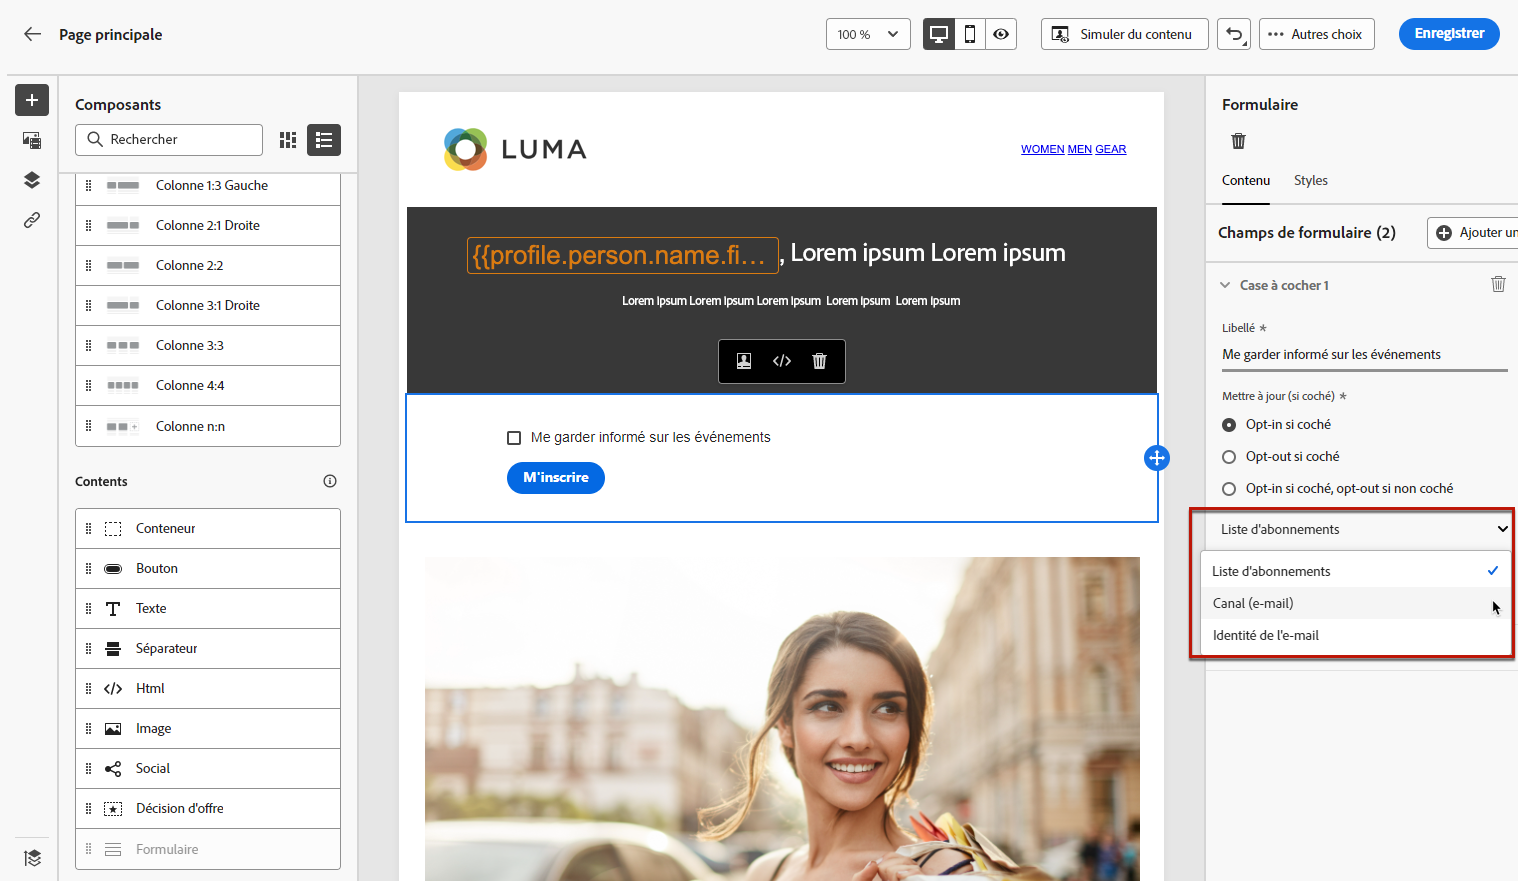 Page principale
100 %
Simuler du contenu
Autres choix
Enregistrer
Composants
Rechercher
Colonne 1:3 Gauche
Colonne 2:1 Droite
Colonne 2:2
Colonne 3:1 Droite
Colonne 3:3
Colonne 4:4
Colonne n:n
Contents
Conteneur
Bouton
Texte
Séparateur
Html
Image
Social
Décision d'offre
Formulaire
LUMA
WOMEN MEN GEAR
{{profile.person.name.fi... , Lorem ipsum Lorem ipsum
Lorem Ipsum Lorem Ipsum Lorem Ipsum Lorem Ipsum Lorem Ipsum
Me garder informé sur les événements
M'inscrire
Formulaire
Contenu
Styles
Champs de formulaire (2)
Ajouter un
Case à cocher 1
Libellé *
Me garder informé sur les événements
Mettre à jour (si coché) *
Opt-in si coché
Opt-out si coché
Opt-in si coché, opt-out si non coché
Liste d'abonnements
Liste d'abonnements
Canal (e-mail)
Identité de l'e-mail